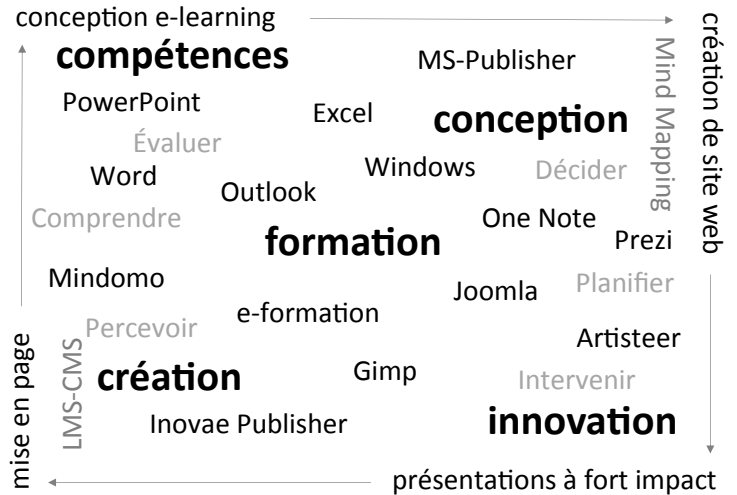 conception e-learning
compétences
MS-Publisher
PowerPoint
Excel
conception
Évaluer
Windows
Décider
Word
Outlook
Comprendre
One Note
formation
Prezi
Mindomo
Joomla
Planifier
e-formation
Percevoir
Artisteer
création
Gimp
Intervenir
Inovae Publisher
innovation
présentations à fort impact
création de site web
Mind Mapping
mise en page
LMS-CMS